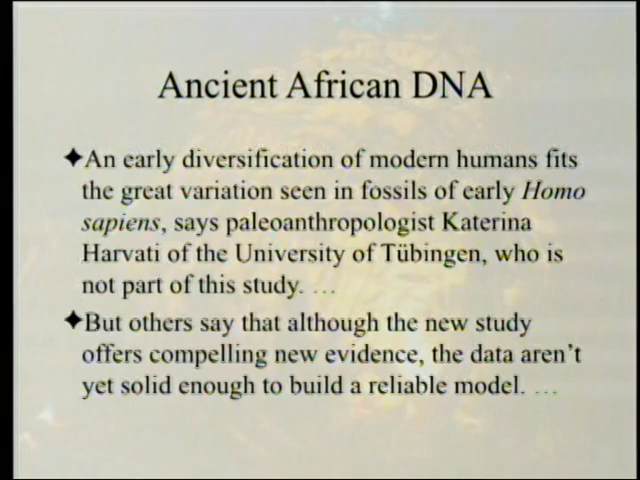 Ancient African DNA
✦An early diversification of modern humans fits
the great variation seen in fossils of early Homo
sapiens, says paleoanthropologist Katerina
Harvati of the University of Tübingen, who is
not part of this study. …
✦But others say that although the new study
offers compelling new evidence, the data aren't
yet solid enough to build a reliable model. …